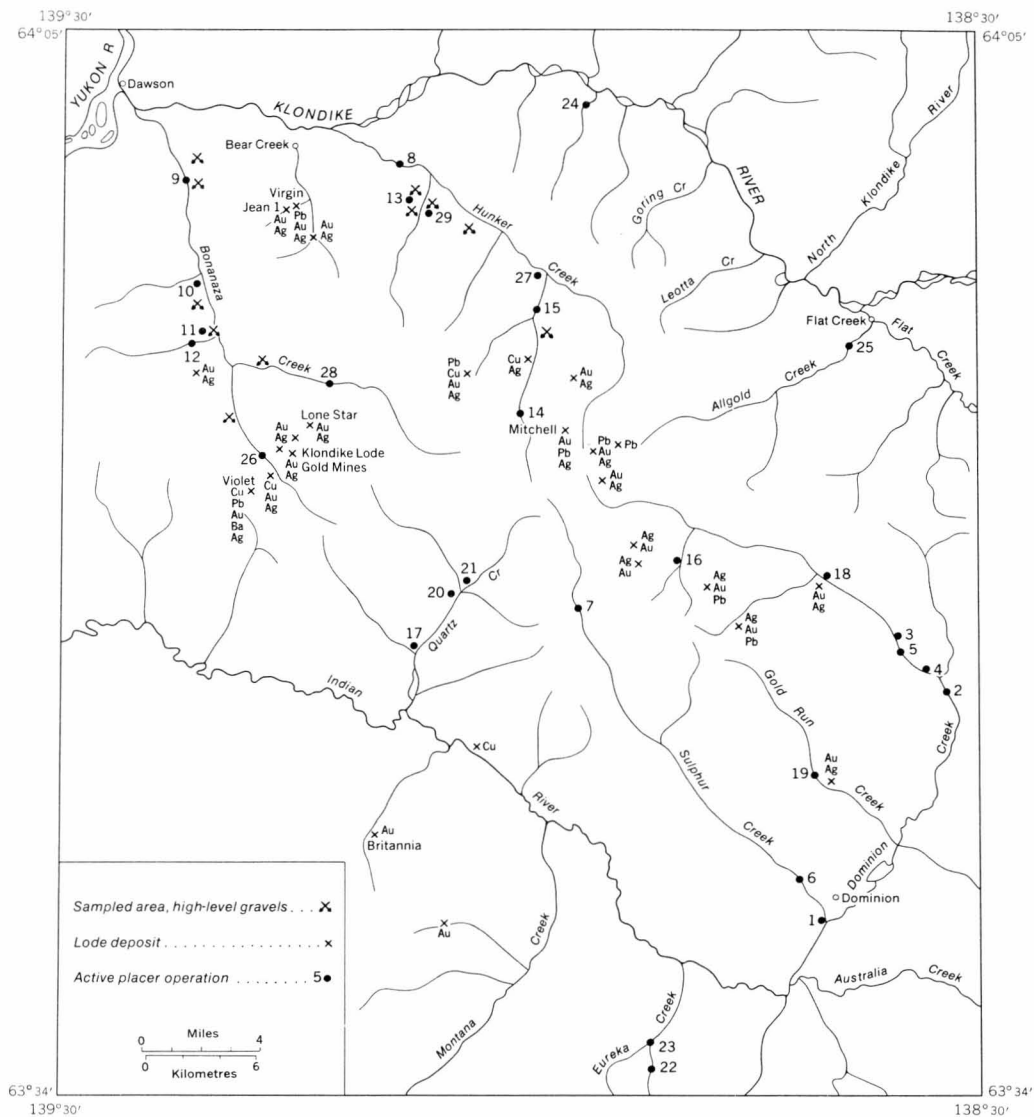 139°30′
138°30′
64°05′
64°05′
YUKON R
Dawson
KLONDIKE
24
River
Bear Creek
8
Klondike
9
Virgin
13
RIVER
Goring Cr
Jean 1
Pb
29
Hunker
Au
Au
Au
Ag
Ag
Ag
North
Bonanaza
Leotta Cr
27
Creek
10
15
Flat Creek
Flat
11
25
Creek
12
Creek
Cu
Ag
Pb
Cu
Au
Ag
Au
Ag
Au
Ag
28
Allgold Creek
14
Lone Star
Au
Ag
Au
Ag
Mitchell
Au
Pb
Ag
Pb
Au
Ag
Pb
Klondike Lode
Gold Mines
26
Au
Ag
Au
Ag
Violet
Cu
Pb
Au
Ba
Ag
Cu
Au
Ag
Ag
Au
Ag
Au
16
21
Cr
18
Ag
Au
Pb
20
7
Au
Ag
Quartz
17
Ag
Au
Pb
3
5
4
2
Indian
Gold Run
Creek
Cu
Sulphur
Au
Ag
19
River
Creek
Creek
Au
Britannia
Dominion
6
Dominion
1
Sampled area, high-level gravels . . .
Au
Creek
Lode deposit . . . . . . . . . . . . . . . . .
Australia Creek
Active placer operation . . . . . . . . 5
Creek
Miles
0 4
Montana
23
0 6
Kilometres
Eureka
22
63°34′
63°34′
139°30′
138°30′